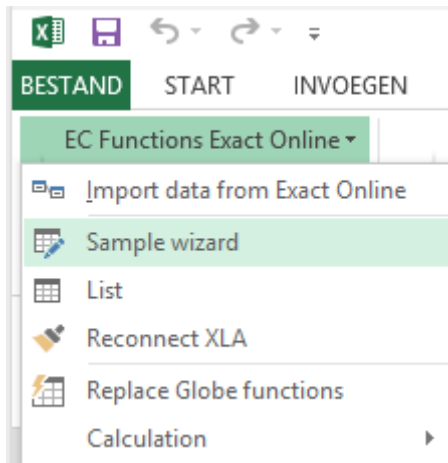 BESTAND START INVOEGEN
EC Functions Exact Online
Import data from Exact Online
Sample wizard
List
Reconnect XLA
Replace Globe functions
Calculation